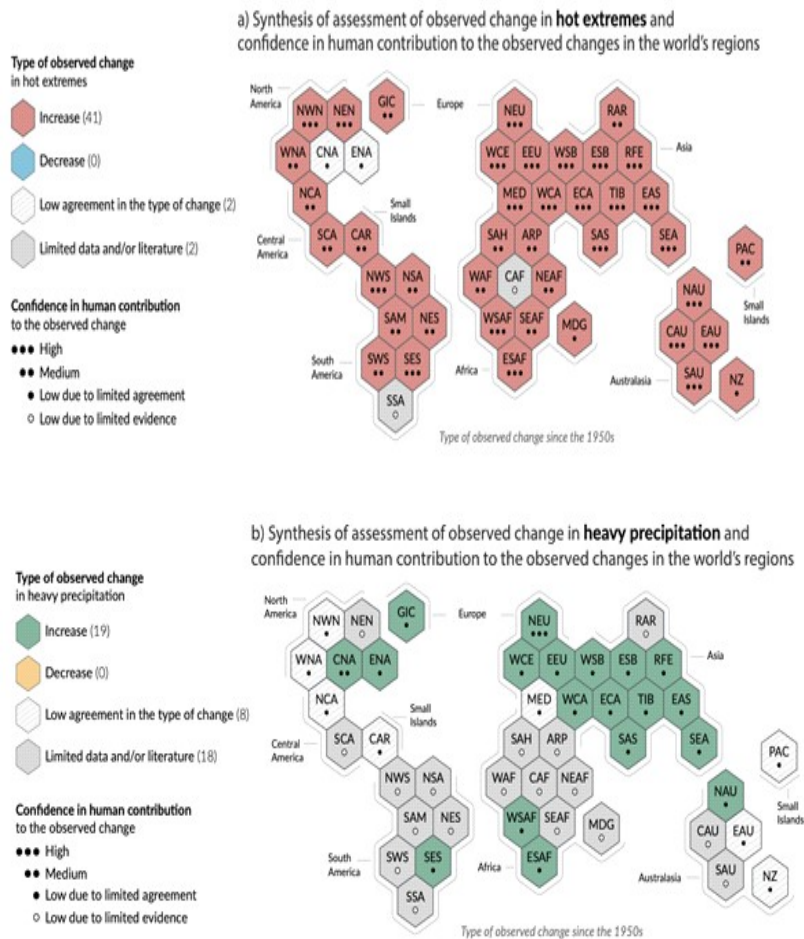 a) Synthesis of assessment of observed change in hot extremes and
confidence in human contribution to the observed changes in the world's regions
Type of observed change
in hot extremes
Increase (41)
Decrease (0)
Low agreement in the type of change (2)
Limited data and/or literature (2)
Confidence in human contribution
to the observed change
High
Medium
Low due to limited agreement
Low due to limited evidence
North
America
NWN NEN GIC
Europe
NEU RAR
WNA CNA ENA
WCE EEU WSB ESB RFE
Asia
NCA
MED WCA ECA TIB EAS
Small
Islands
Central
America
SCA CAR
SAH ARP SAS SEA
PAC
Small
Islands
NWS NSA
WAF CAF NEAF
NAU
SAM NES
WSAF SEAF MDG
CAU EAU
South
America
SWS SES
Africa
ESAF
Australasia
SAU NZ
SSA
Type of observed change since the 1950s
b) Synthesis of assessment of observed change in heavy precipitation and
confidence in human contribution to the observed changes in the world's regions
Type of observed change
in heavy precipitation
Increase (19)
Decrease (0)
Low agreement in the type of change (8)
Limited data and/or literature (18)
Confidence in human contribution
to the observed change
High
Medium
Low due to limited agreement
Low due to limited evidence
North
America
NWN NEN GIC
Europe
NEU RAR
WNA CNA ENA
WCE EEU WSB ESB RFE
Asia
NCA
MED WCA ECA TIB EAS
Small
Islands
Central
America
SCA CAR
SAH ARP SAS SEA
PAC
Small
Islands
NWS NSA
WAF CAF NEAF
NAU
SAM NES
WSAF SEAF MDG
CAU EAU
South
America
SWS SES
Africa
ESAF
Australasia
SAU NZ
SSA
Type of observed change since the 1950s